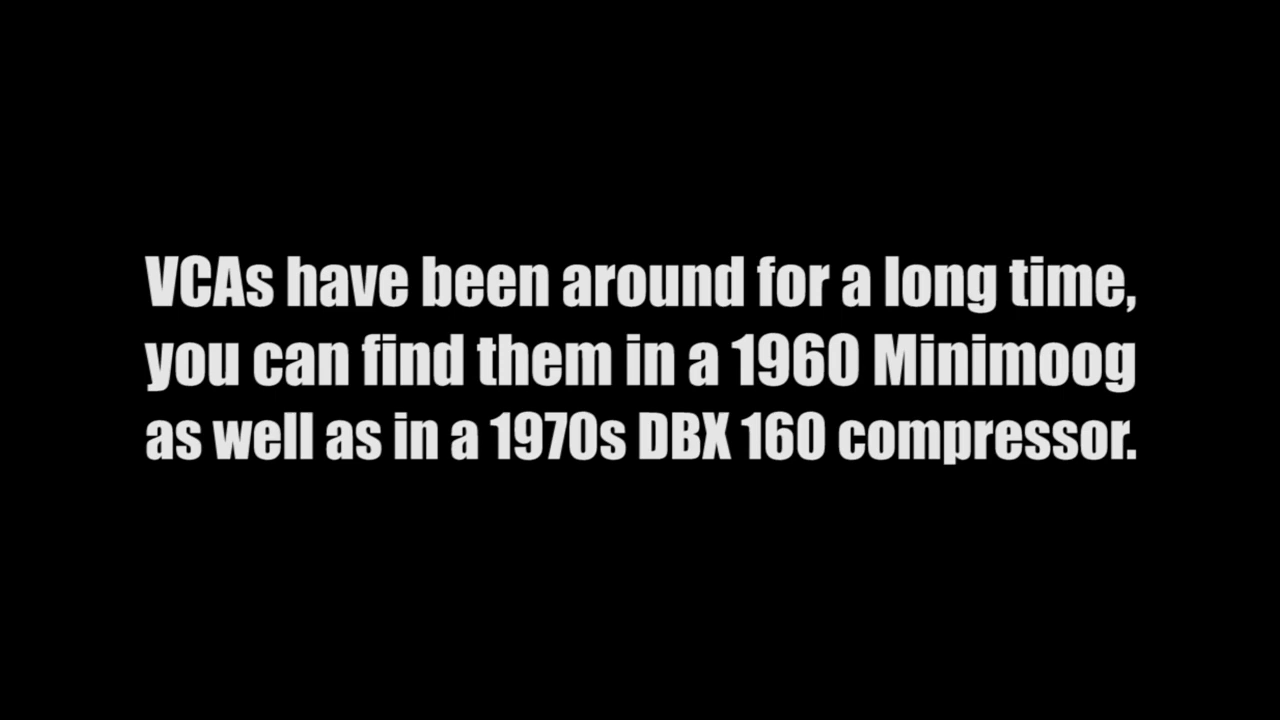 VCAs have been around for a long time,
you can find them in a 1960 Minimoog
as well as in a 1970s DBX 160 compressor.